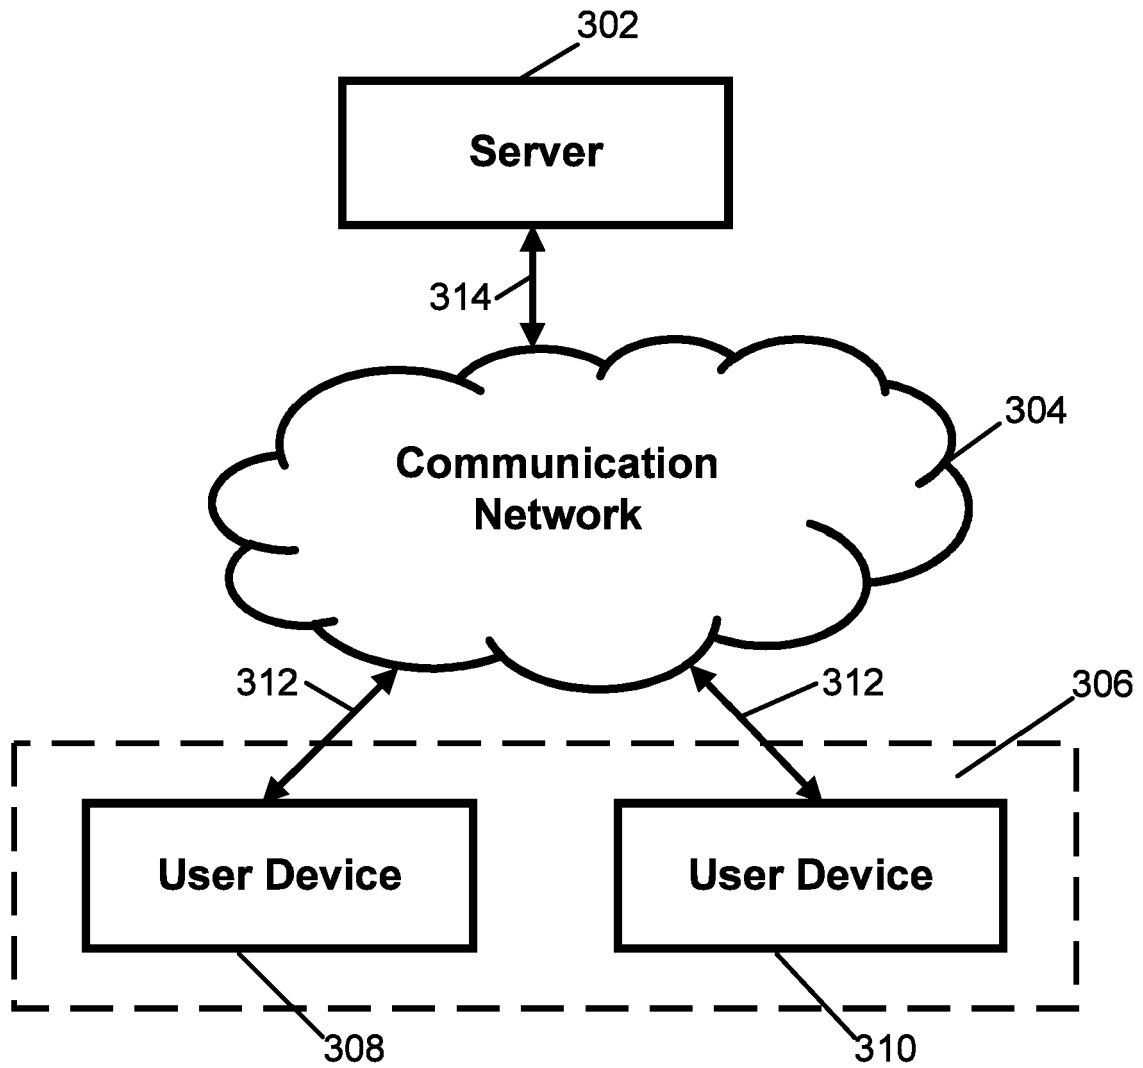 302
Server
314
304
Communication
Network
312
312
306
User Device
User Device
308
310